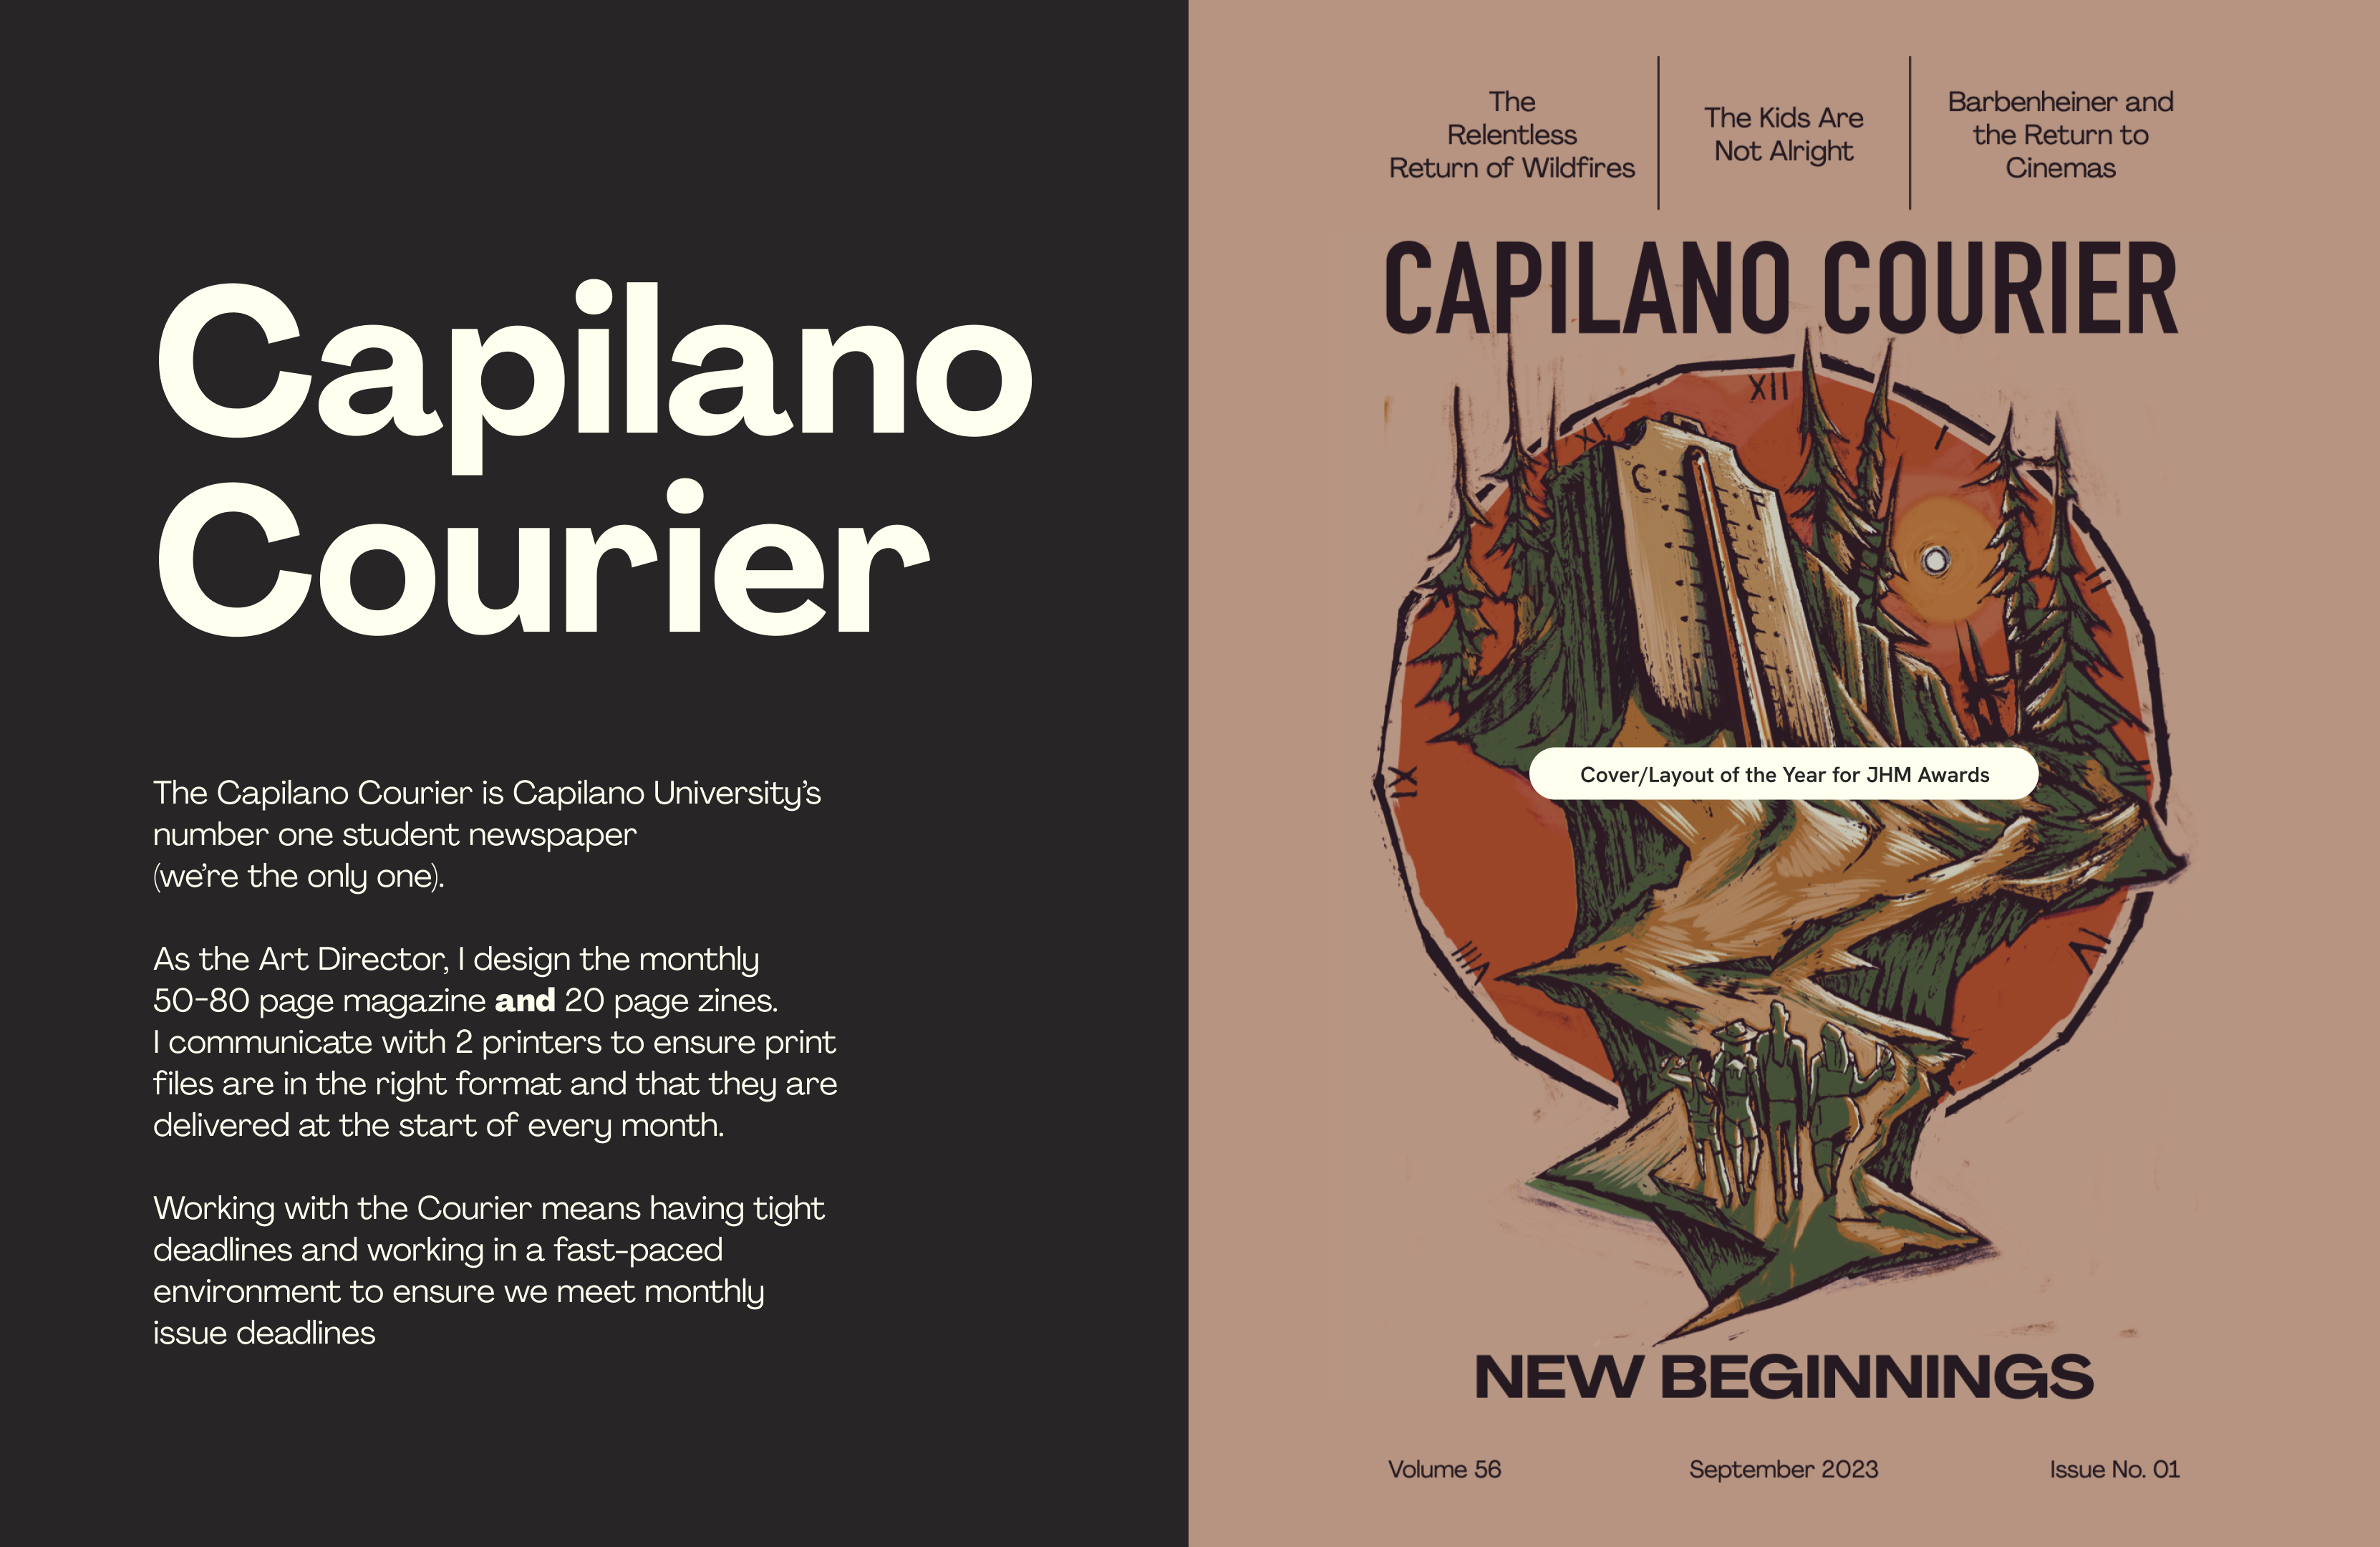 Capilano
Courier
The Capilano Courier is Capilano University’s
number one student newspaper
(we’re the only one).
As the Art Director, I design the monthly
50-80 page magazine and 20 page zines.
I communicate with 2 printers to ensure print
files are in the right format and that they are
delivered at the start of every month.
Working with the Courier means having tight
deadlines and working in a fast-paced
environment to ensure we meet monthly
issue deadlines
The
Relentless
Return of Wildfires
The Kids Are
Not Alright
Barbenheiner and
the Return to
Cinemas
CAPILANO COURIER
XII
XI
I
C
F
II
Cover/Layout of the Year for JHM Awards
IX
VIII
IV
NEW BEGINNINGS
Volume 56
September 2023
Issue No. 01